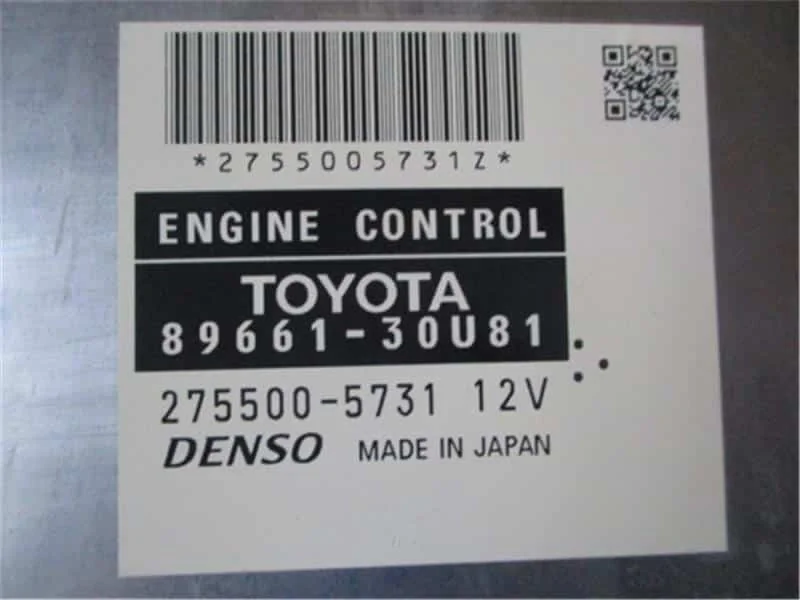 *2755005731Z*
ENGINE CONTROL
TOYOTA
89661-30U81
275500-5731 12V
DENSO MADE IN JAPAN